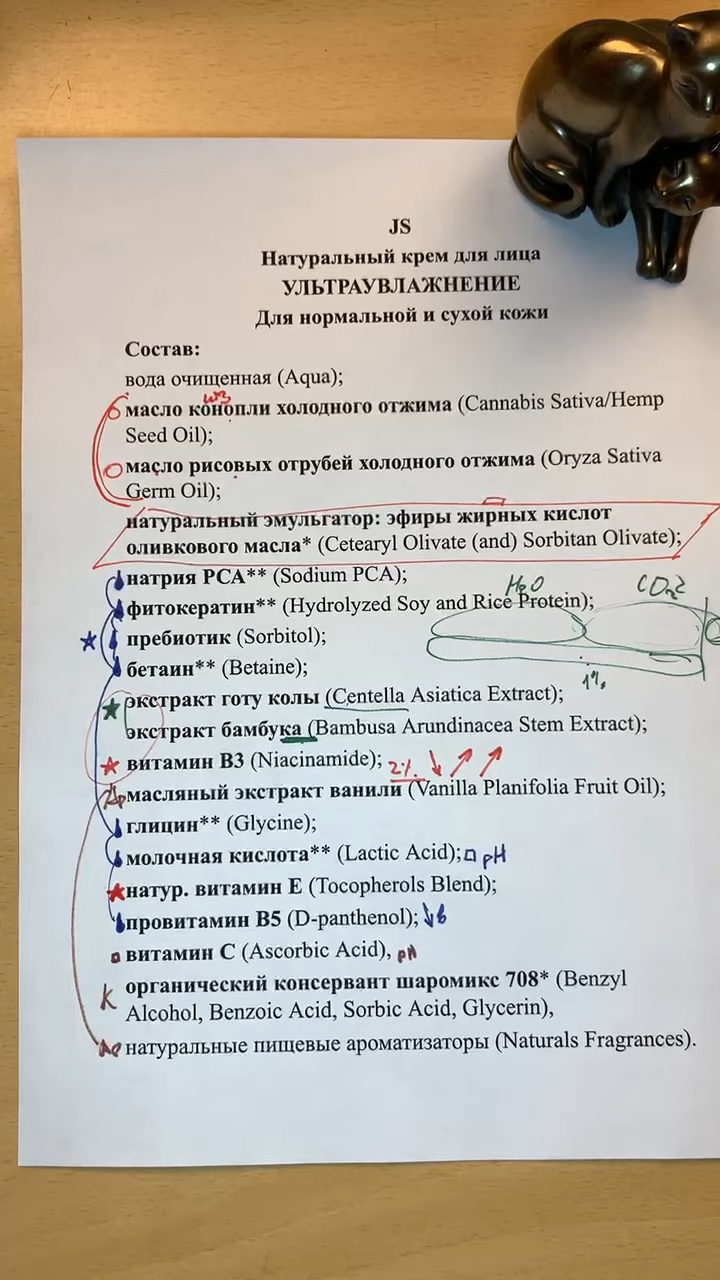 JS
Натуральный крем для лица
УЛЬТРАУВЛАЖНЕНИЕ
Для нормальной и сухой кожи
Состав:
вода очищенная (Aqua);
ω3
масло конопли холодного отжима (Cannabis Sativa/Hemp
Seed Oil);
масло рисовых отрубей холодного отжима (Oryza Sativa
Germ Oil);
натуральный эмульгатор: эфиры жирных кислот
оливкового масла* (Cetearyl Olivate (and) Sorbitan Olivate);
натрия PCA** (Sodium PCA);
H2O CO2
фитокератин** (Hydrolyzed Soy and Rice Protein);
пребиотик (Sorbitol);
бетаин** (Betaine);
1%
экстракт готу колы (Centella Asiatica Extract);
экстракт бамбука (Bambusa Arundinacea Stem Extract);
витамин В3 (Niacinamide); 2%
масляный экстракт ванили (Vanilla Planifolia Fruit Oil);
глицин** (Glycine);
молочная кислота** (Lactic Acid); pH
натур. витамин Е (Tocopherols Blend);
провитамин В5 (D-panthenol);
витамин С (Ascorbic Acid), pH
К органический консервант шаромикс 708* (Benzyl
Alcohol, Benzoic Acid, Sorbic Acid, Glycerin),
натуральные пищевые ароматизаторы (Naturals Fragrances).